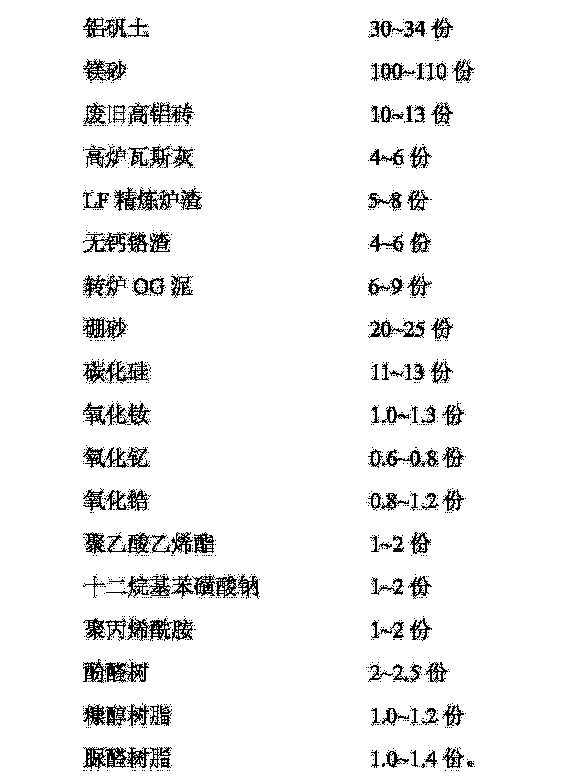 铝矾土 30~34 份
镁砂 100~110 份
废旧高铝砖 10~13 份
高炉瓦斯灰 4~6 份
LF 精炼炉渣 5~8 份
无钙铬渣 4~6 份
转炉 OG 泥 6~9 份
硼砂 20~25 份
碳化硅 11~13 份
氧化钕 1.0~1.3 份
氧化钇 0.6~0.8 份
氧化锆 0.8~1.2 份
聚乙酸乙烯酯 1~2 份
十二烷基苯磺酸钠 1~2 份
聚丙烯酰胺 1~2 份
酚醛树 2~2.5 份
糠醇树脂 1.0~1.2 份
脲醛树脂 1.0~1.4 份。